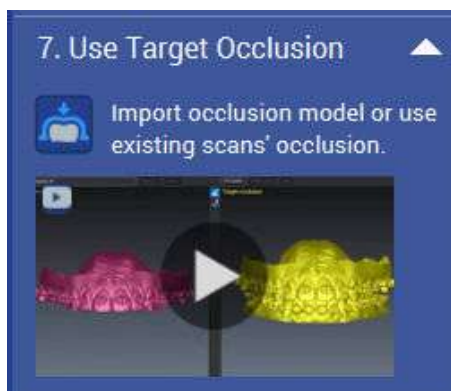 7. Use Target Occlusion
Import occlusion model or use
existing scans' occlusion.